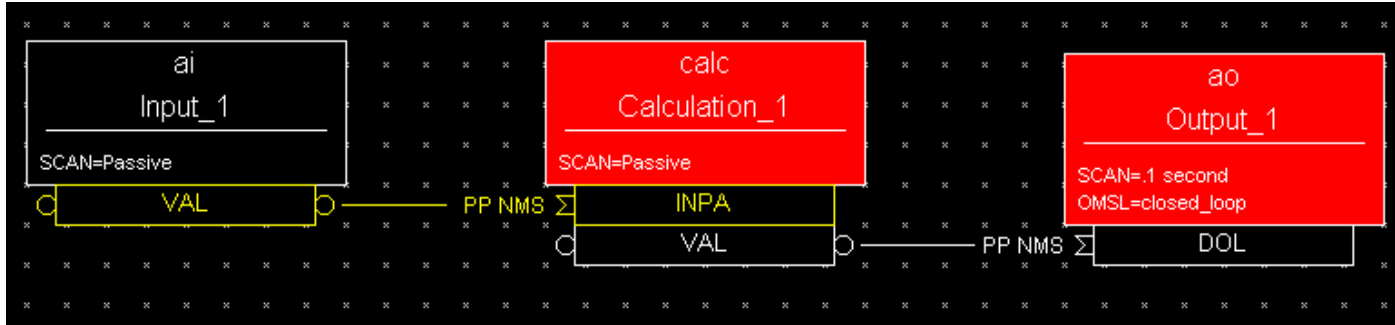 ai
Input_1
SCAN=Passive
VAL
PP NMS
calc
Calculation_1
SCAN=Passive
INPA
VAL
PP NMS
ao
Output_1
SCAN=.1 second
OMSL=closed_loop
DOL